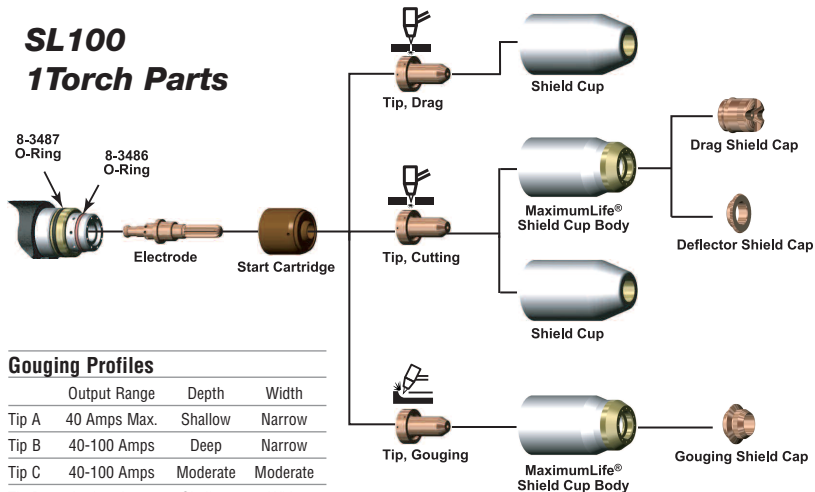 SL100
1Torch Parts
8-3487
O-Ring
8-3486
O-Ring
Electrode
Start Cartridge
Tip, Drag
Shield Cup
Tip, Cutting
MaximumLife®
Shield Cup Body
Drag Shield Cap
Deflector Shield Cap
Shield Cup
Tip, Gouging
MaximumLife®
Shield Cup Body
Gouging Shield Cap
Gouging Profiles
Output Range Depth Width
Tip A 40 Amps Max. Shallow Narrow
Tip B 40-100 Amps Deep Narrow
Tip C 40-100 Amps Moderate Moderate